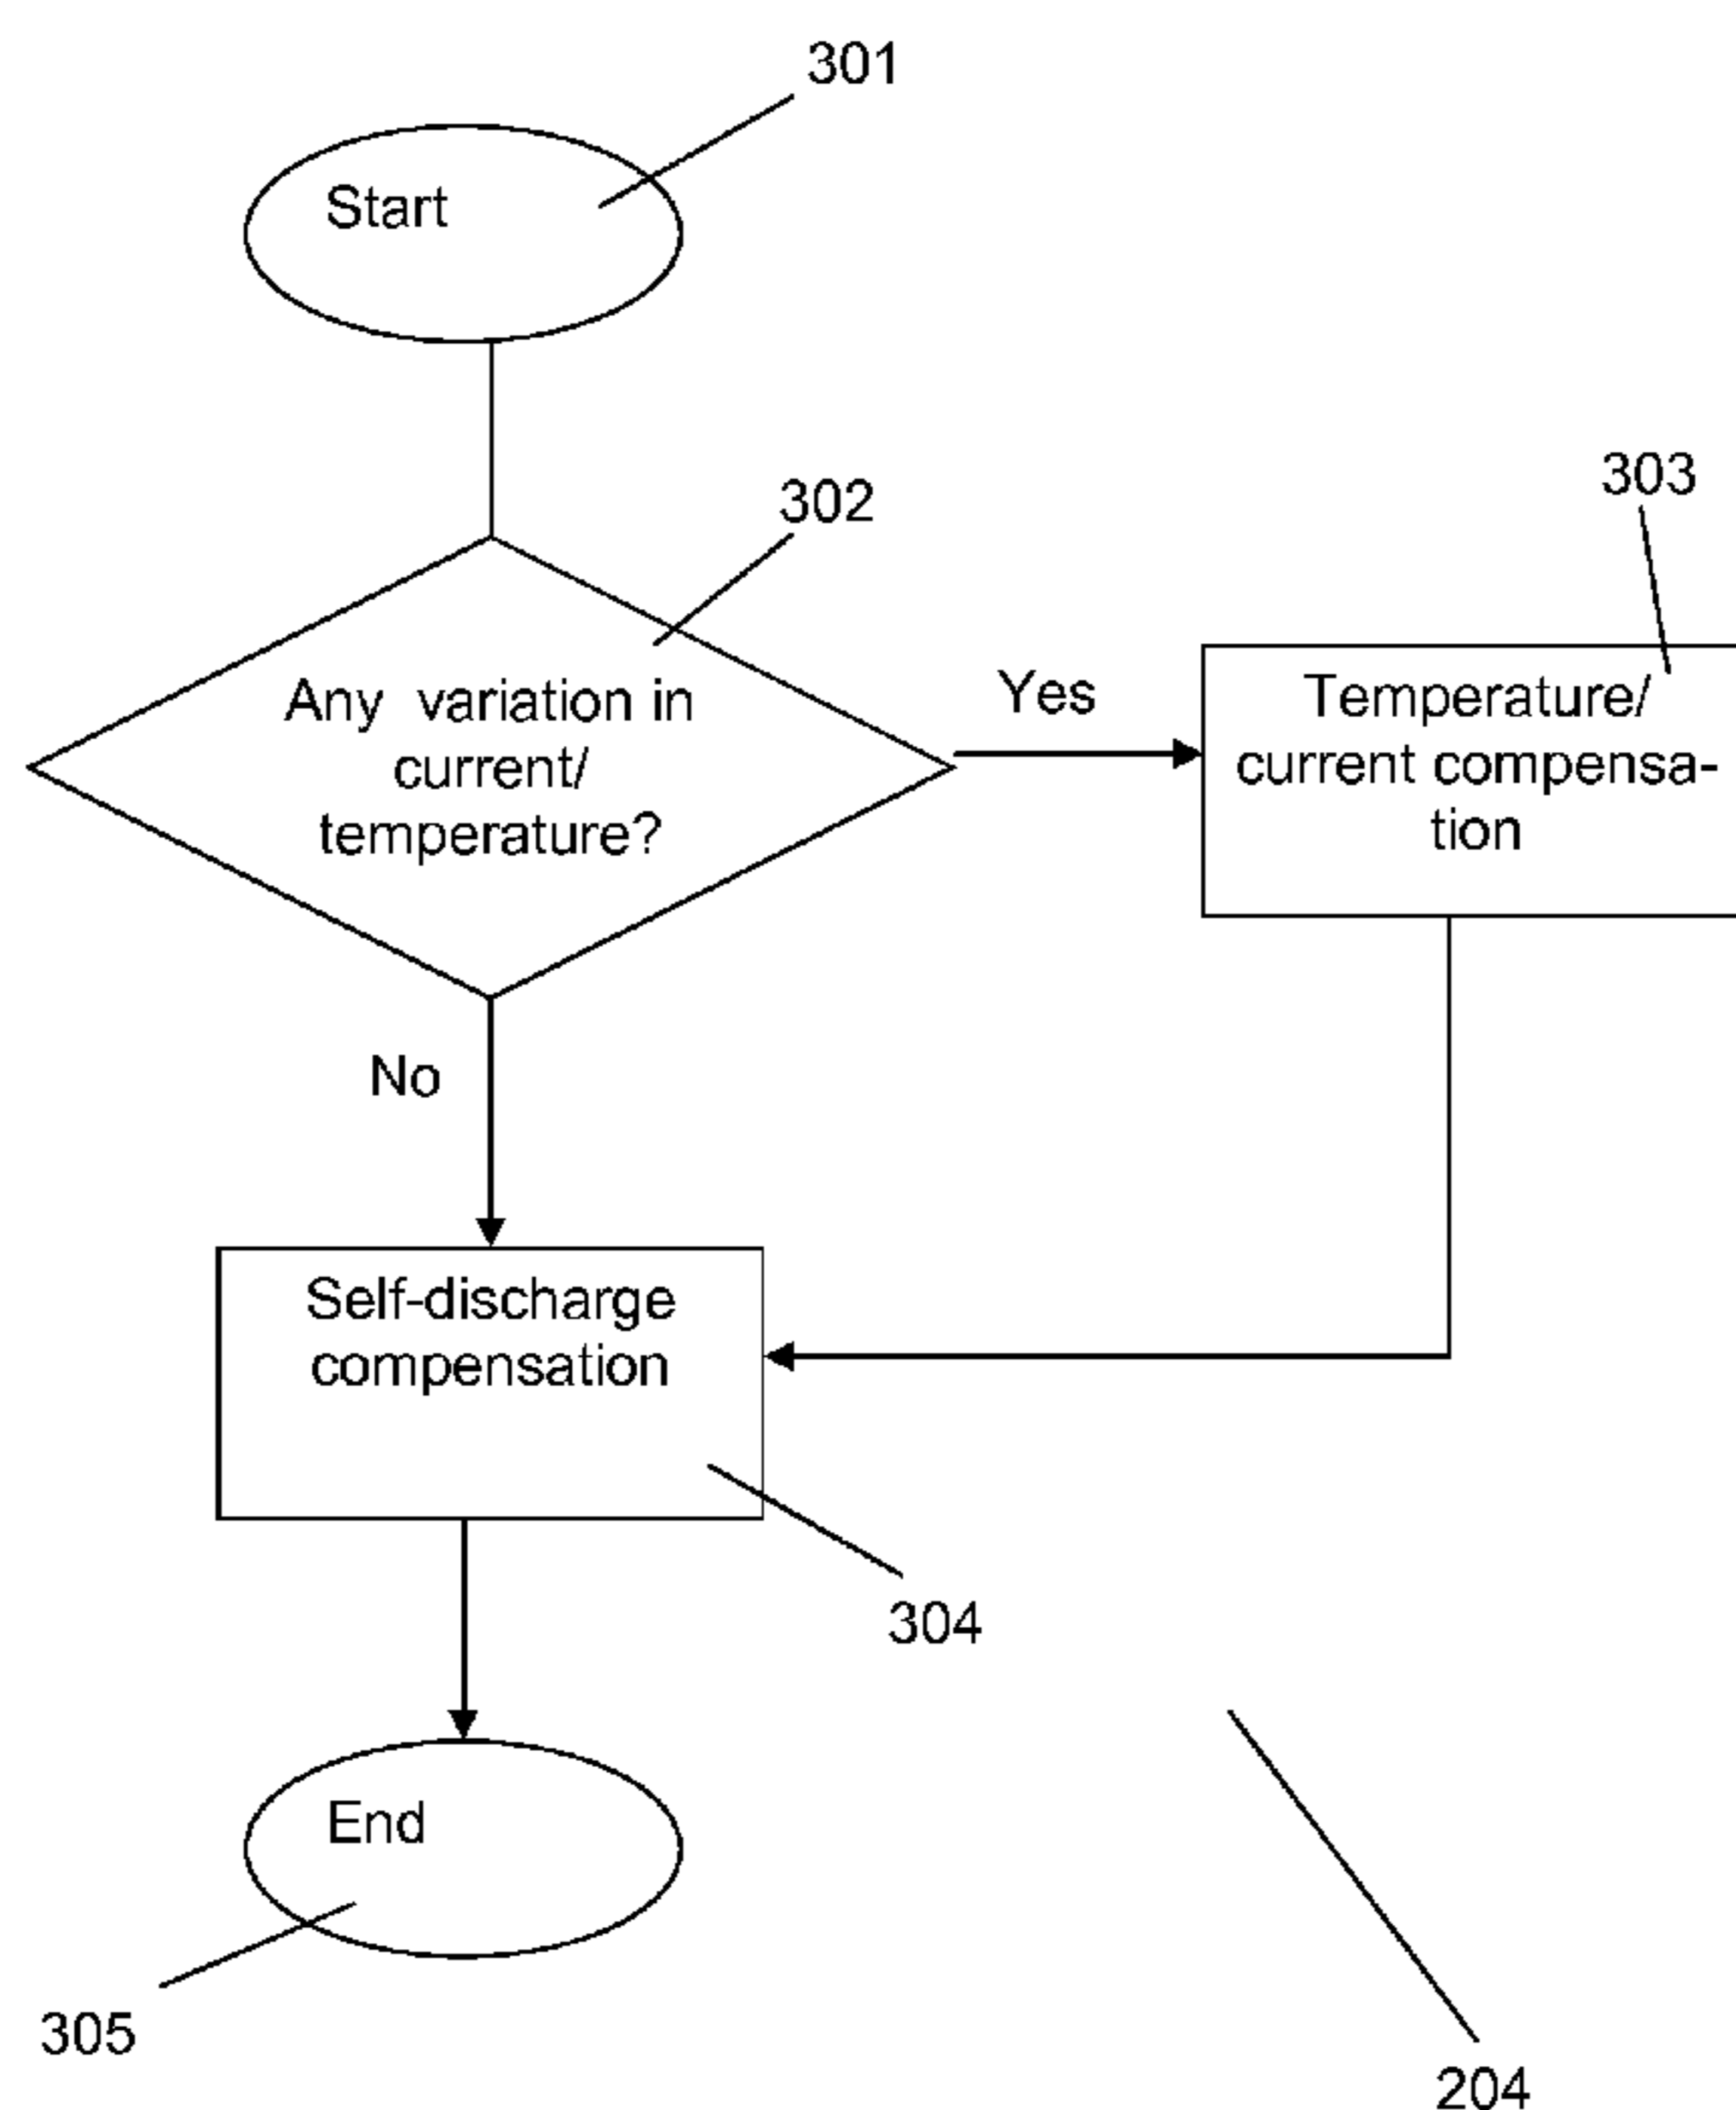 301
Start
302
303
Any variation in
current/
temperature?
Yes
Temperature/
current compensa-
tion
No
Self-discharge
compensation
304
End
305
204